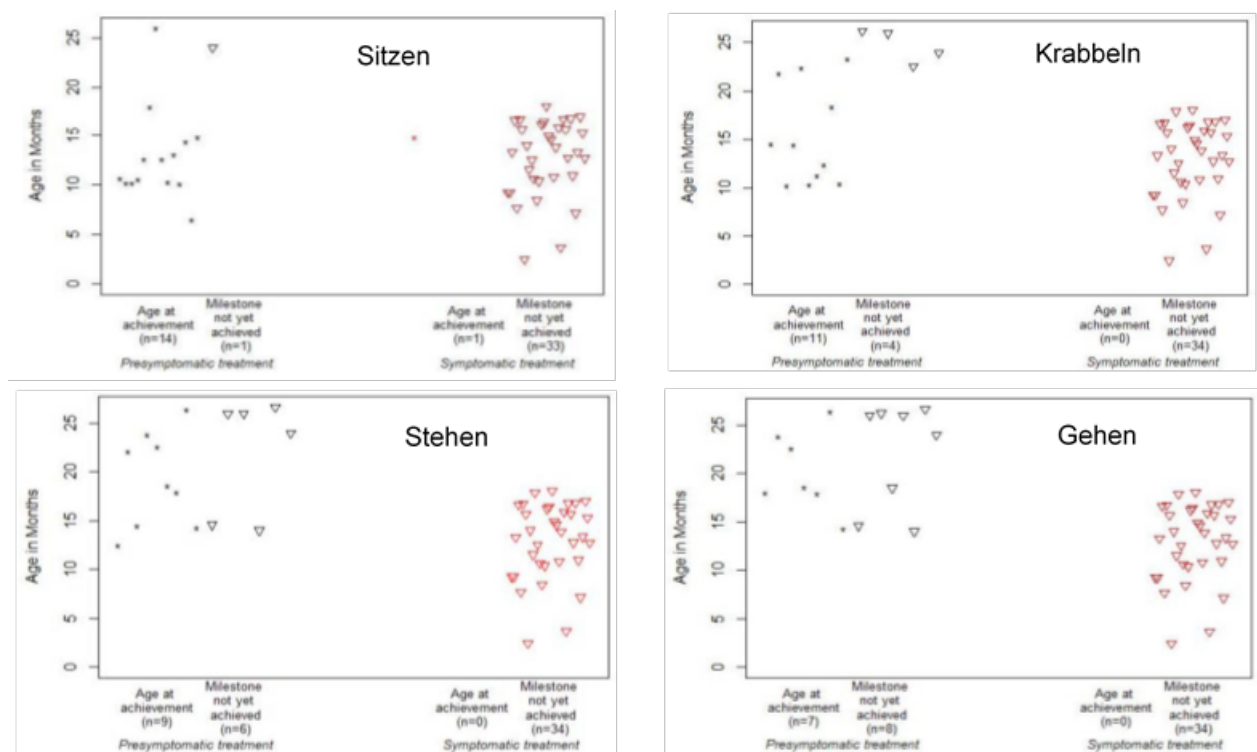 Sitzen
Age in Months
25
20
15
10
5
0
Age at
achievement
(n=14)
Milestone
not yet
achieved
(n=1)
Presymptomatic treatment
Age at
achievement
(n=1)
Milestone
not yet
achieved
(n=33)
Symptomatic treatment
Krabbeln
Age in Months
25
20
15
10
5
0
Age at
achievement
(n=11)
Milestone
not yet
achieved
(n=4)
Presymptomatic treatment
Age at
achievement
(n=0)
Milestone
not yet
achieved
(n=34)
Symptomatic treatment
Stehen
Age in Months
25
20
15
10
5
0
Age at
achievement
(n=9)
Milestone
not yet
achieved
(n=6)
Presymptomatic treatment
Age at
achievement
(n=0)
Milestone
not yet
achieved
(n=34)
Symptomatic treatment
Gehen
Age in Months
25
20
15
10
5
0
Age at
achievement
(n=7)
Milestone
not yet
achieved
(n=8)
Presymptomatic treatment
Age at
achievement
(n=0)
Milestone
not yet
achieved
(n=34)
Symptomatic treatment